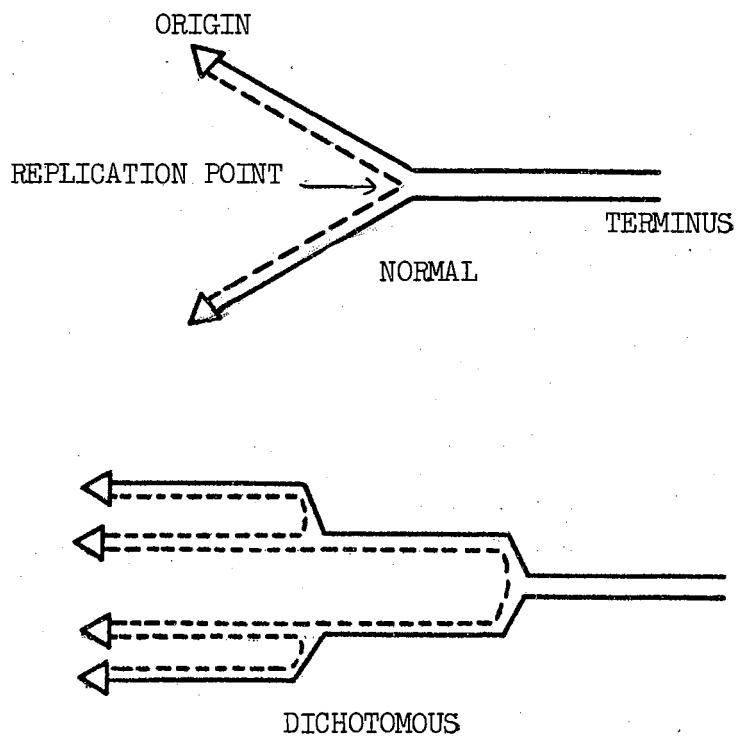 ORIGIN
REPLICATION POINT
TERMINUS
NORMAL
DICHOTOMOUS